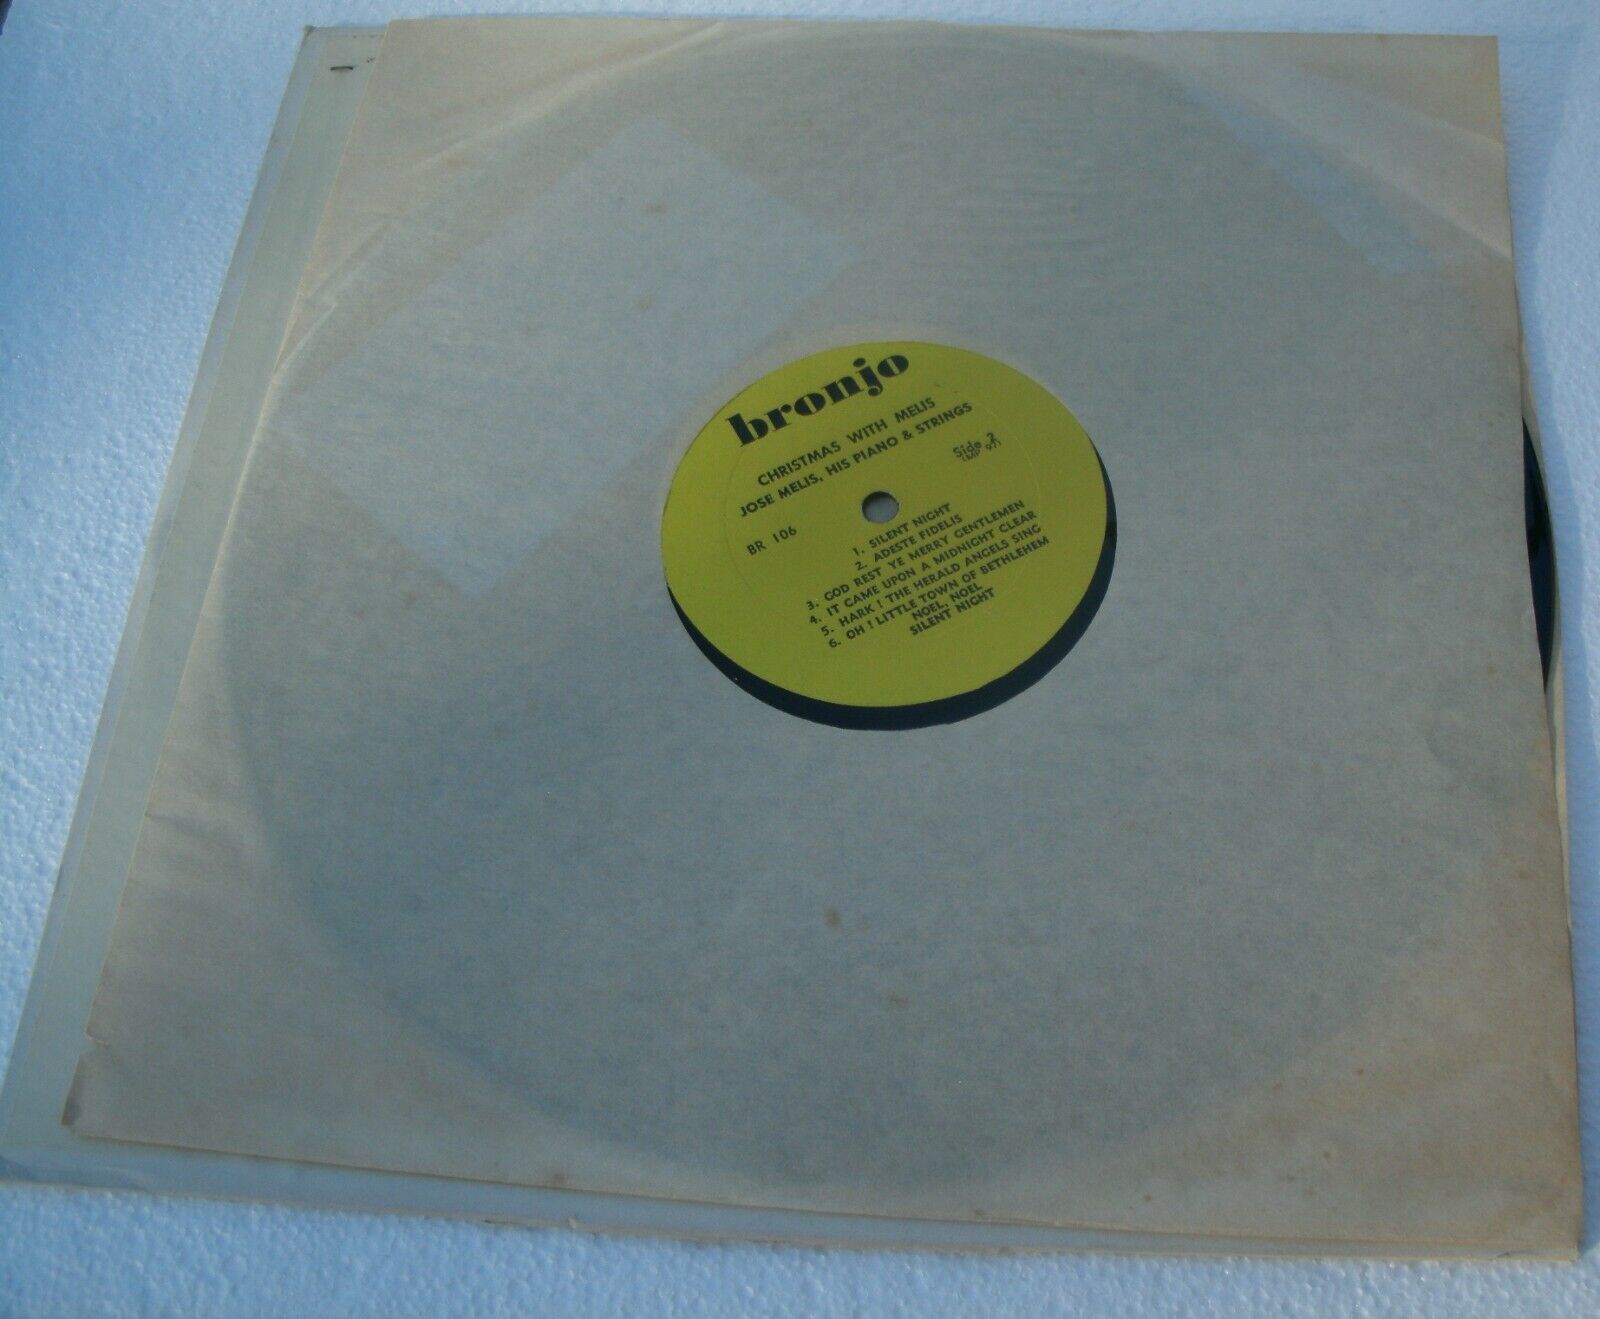 bronjo
CHRISTMAS WITH MELIS
JOSE MELIS, HIS PIANO & STRINGS
Side 2
BR 106
1. SILENT NIGHT
2. ADESTE FIDELIS
3. GOD REST YE MERRY GENTLEMEN
4. IT CAME UPON A MIDNIGHT CLEAR
5. HARK ! THE HERALD ANGELS SING
6. OH ! LITTLE TOWN OF BETHLEHEM
NOEL, NOEL
SILENT NIGHT